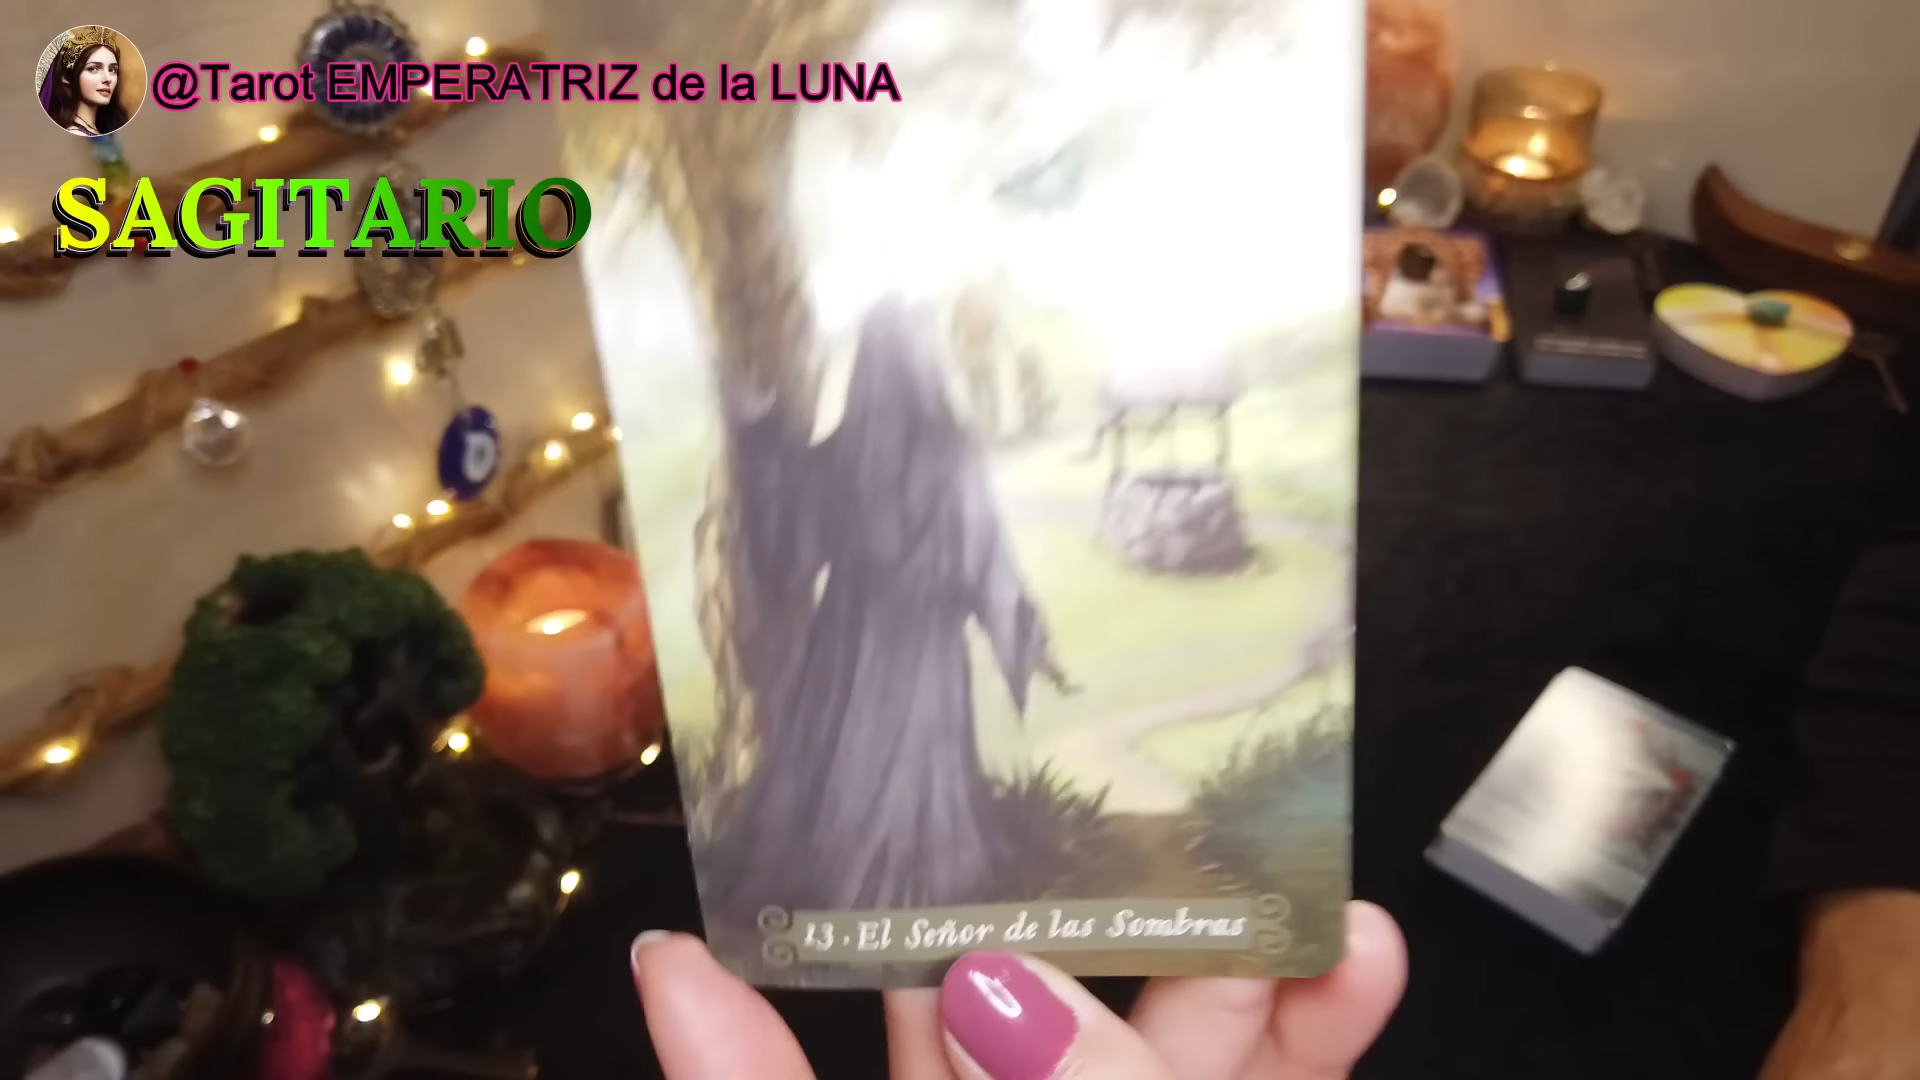 @Tarot EMPERATRIZ de la LUNA
SAGITARIO
13. El Señor de las Sombras